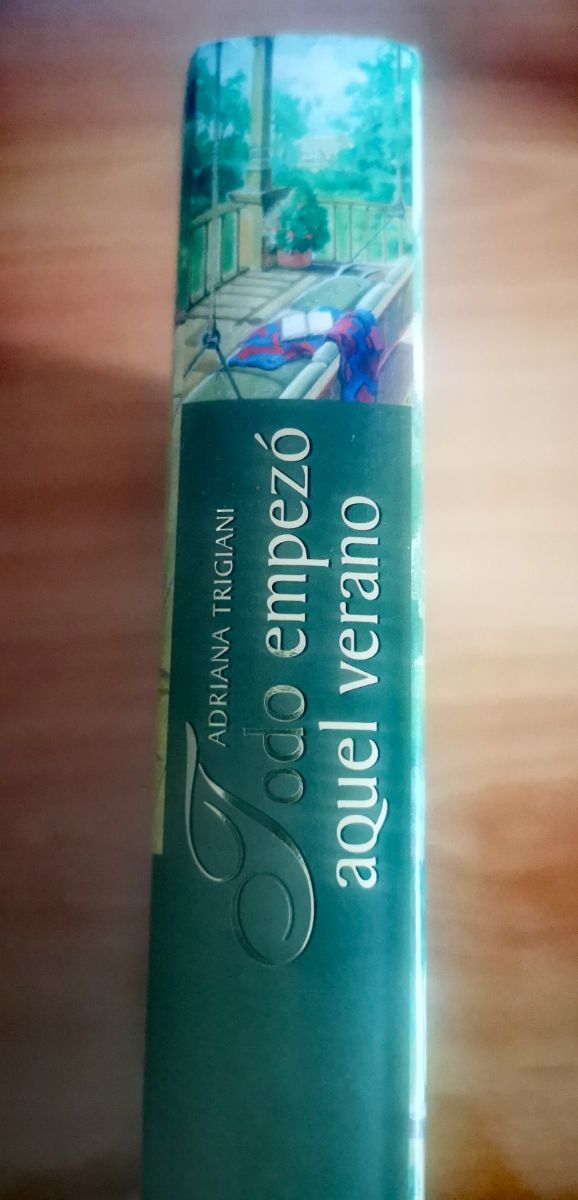 ADRIANA TRIGIANI
Todo empezó
aquel verano